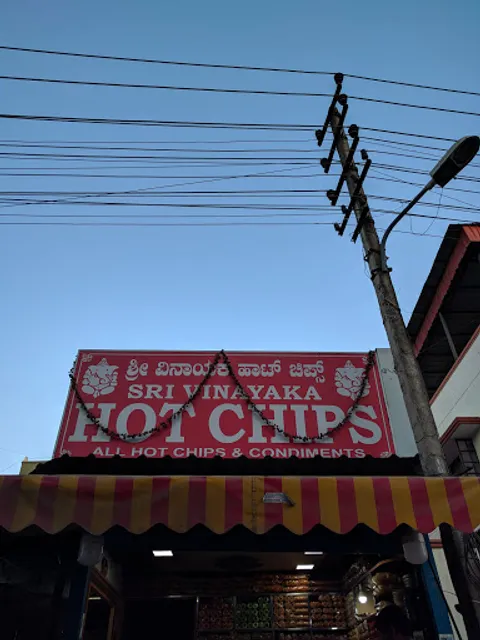 ಶ್ರೀ ವಿನಾಯಕ ಹಾಟ್ ಚಿಪ್ಸ್
SRI VINAYAKA
HOT CHIPS
ALL HOT CHIPS & CONDIMENTS